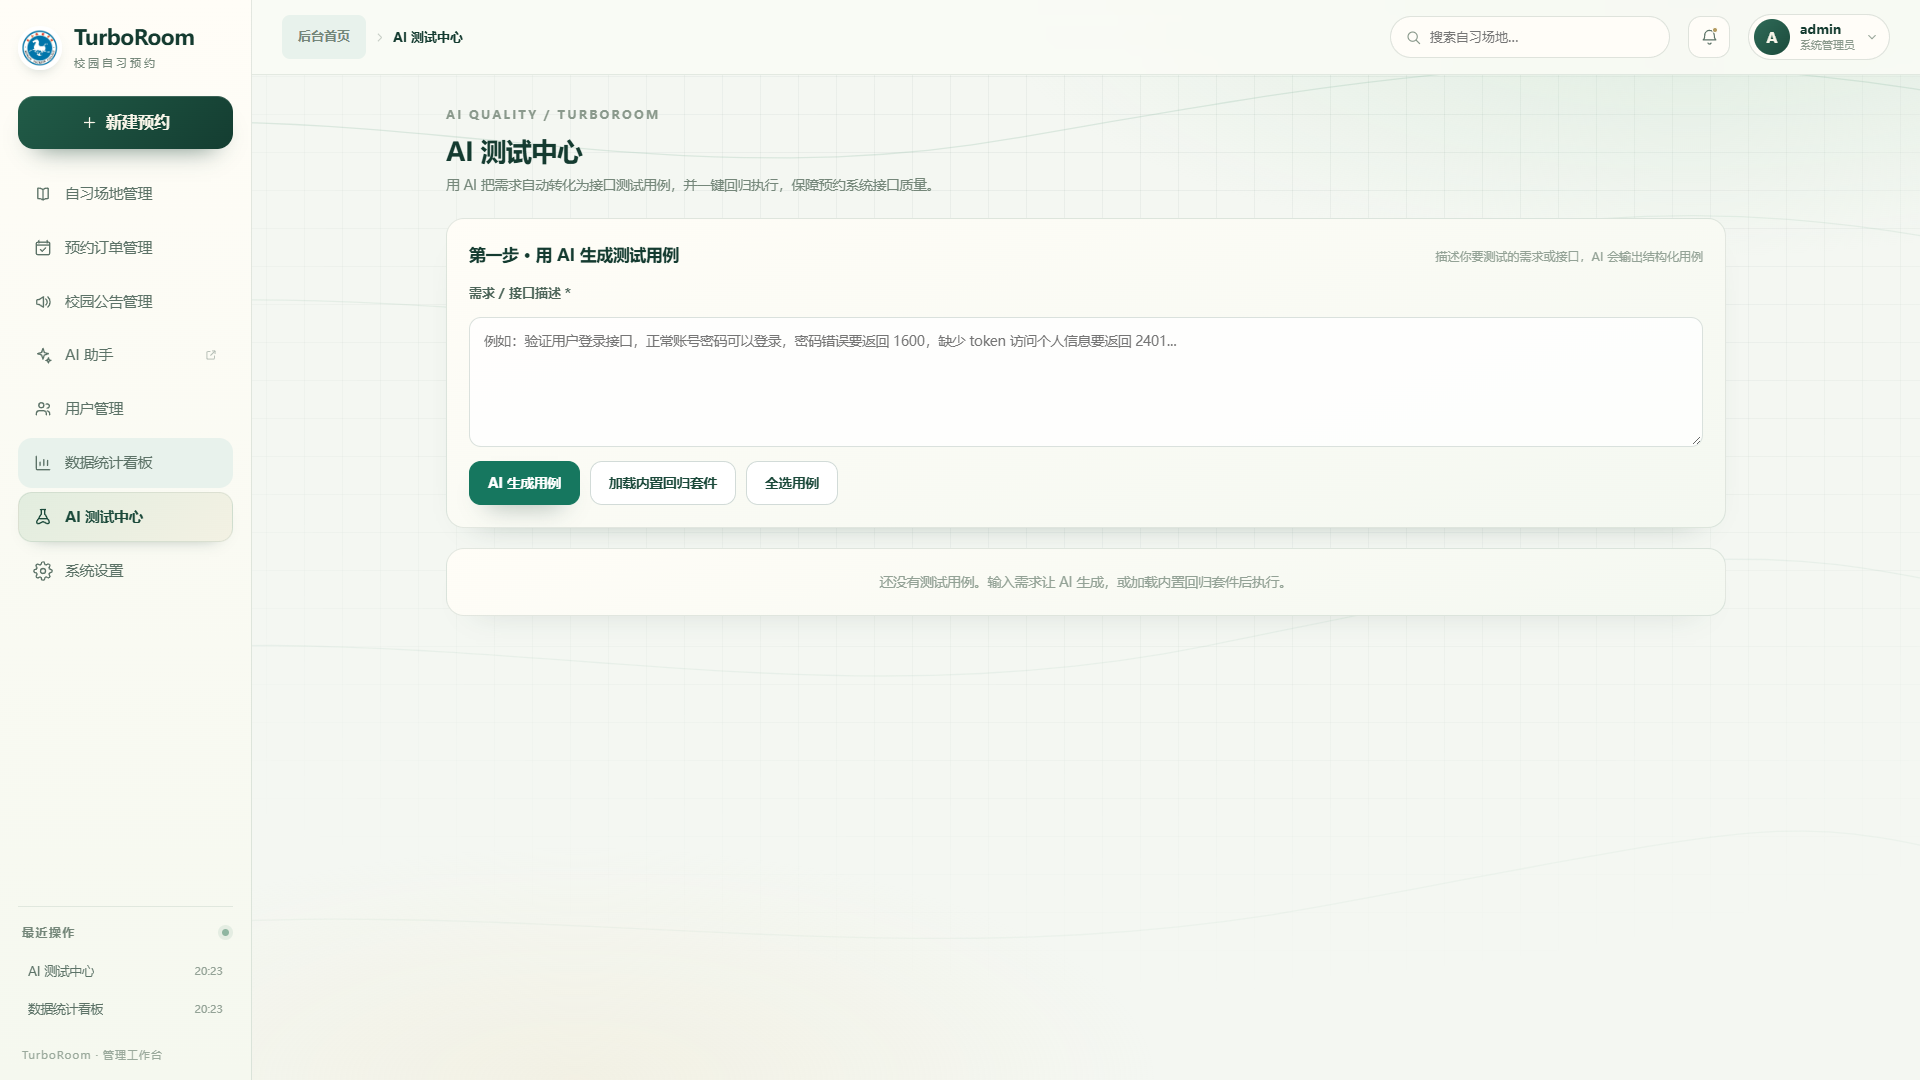 TurboRoom
校园自习预约
新建预约
自习场地管理
预约订单管理
校园公告管理
AI 助手
用户管理
数据统计看板
AI 测试中心
系统设置
最近操作
AI 测试中心 20:23
数据统计看板 20:23
TurboRoom · 管理工作台
后台首页 › AI 测试中心
搜索自习场地...
A
admin
系统管理员
AI QUALITY / TURBOROOM
AI 测试中心
用 AI 把需求自动转化为接口测试用例，并一键回归执行，保障预约系统接口质量。
第一步 • 用 AI 生成测试用例
描述你要测试的需求或接口，AI 会输出结构化用例
需求 / 接口描述 *
例如：验证用户登录接口，正常账号密码可以登录，密码错误要返回 1600，缺少 token 访问个人信息要返回 2401...
AI 生成用例
加载内置回归套件
全选用例
还没有测试用例。输入需求让 AI 生成，或加载内置回归套件后执行。